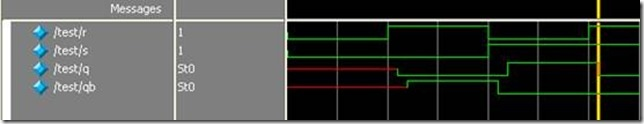 Messages
/test/r 1
/test/s 1
/test/q St0
/test/qb St0